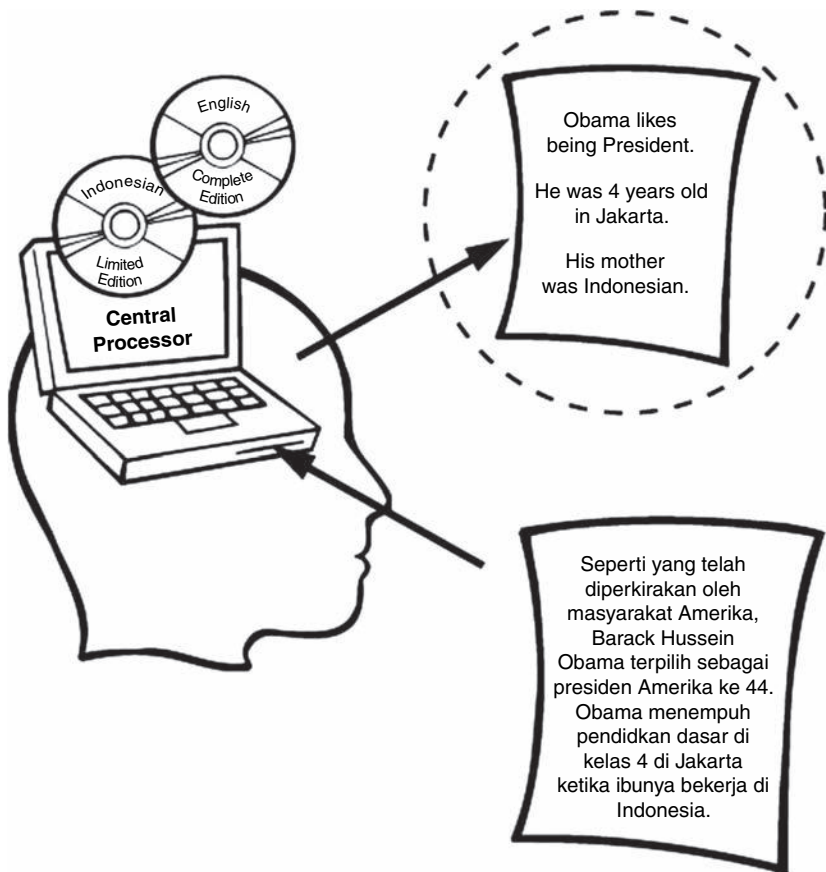 English
Complete
Edition
Indonesian
Limited
Edition
Central
Processor
Obama likes
being President.
He was 4 years old
in Jakarta.
His mother
was Indonesian.
Seperti yang telah
diperkirakan oleh
masyarakat Amerika,
Barack Hussein
Obama terpilih sebagai
presiden Amerika ke 44.
Obama menempuh
pendidkan dasar di
kelas 4 di Jakarta
ketika ibunya bekerja di
Indonesia.